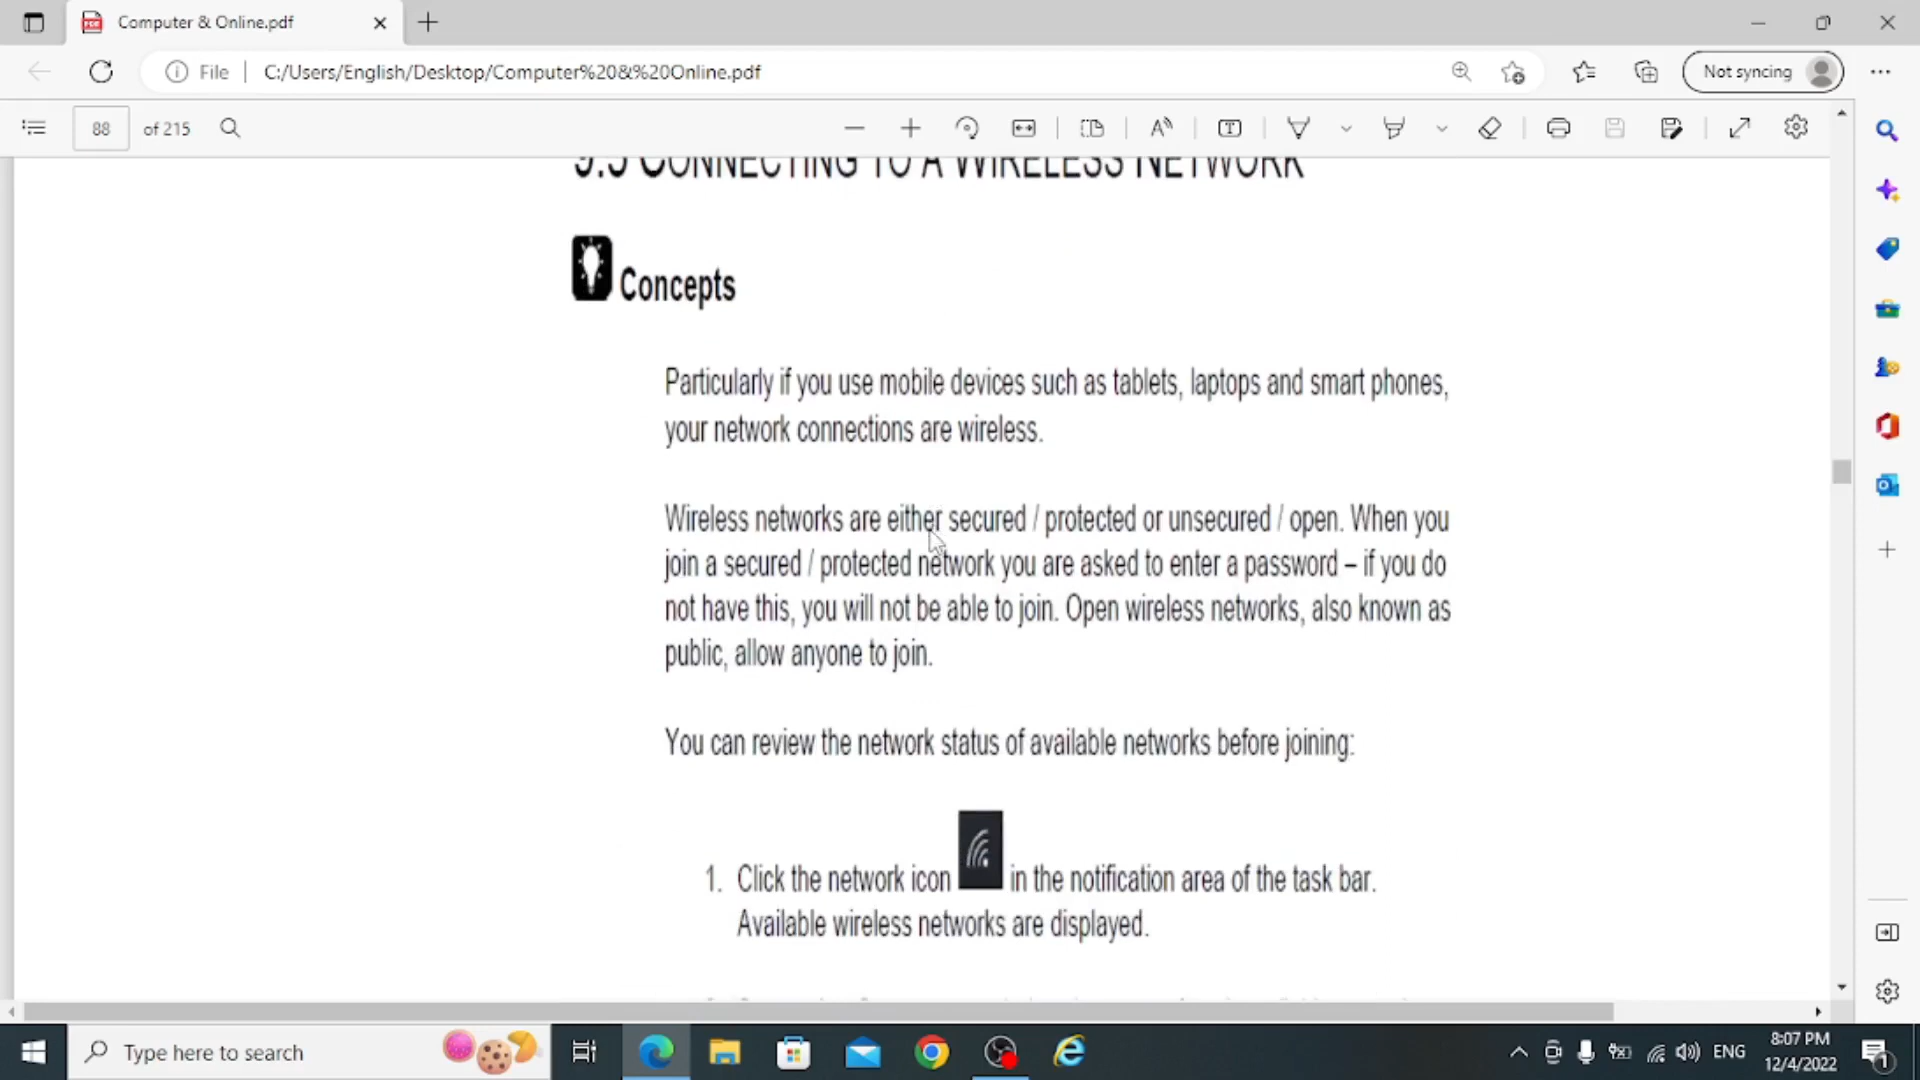 Computer & Online.pdf
File
C:/Users/English/Desktop/Computer%20&%20Online.pdf
Not syncing
88
of 215
CONNECTING TO A WIRELESS NETWORK
Concepts
Particularly if you use mobile devices such as tablets, laptops and smart phones,
your network connections are wireless.
Wireless networks are either secured / protected or unsecured / open. When you
join a secured / protected network you are asked to enter a password – if you do
not have this, you will not be able to join. Open wireless networks, also known as
public, allow anyone to join.
You can review the network status of available networks before joining:
1. Click the network icon in the notification area of the task bar.
Available wireless networks are displayed.
Type here to search
ENG
8:07 PM
12/4/2022
1